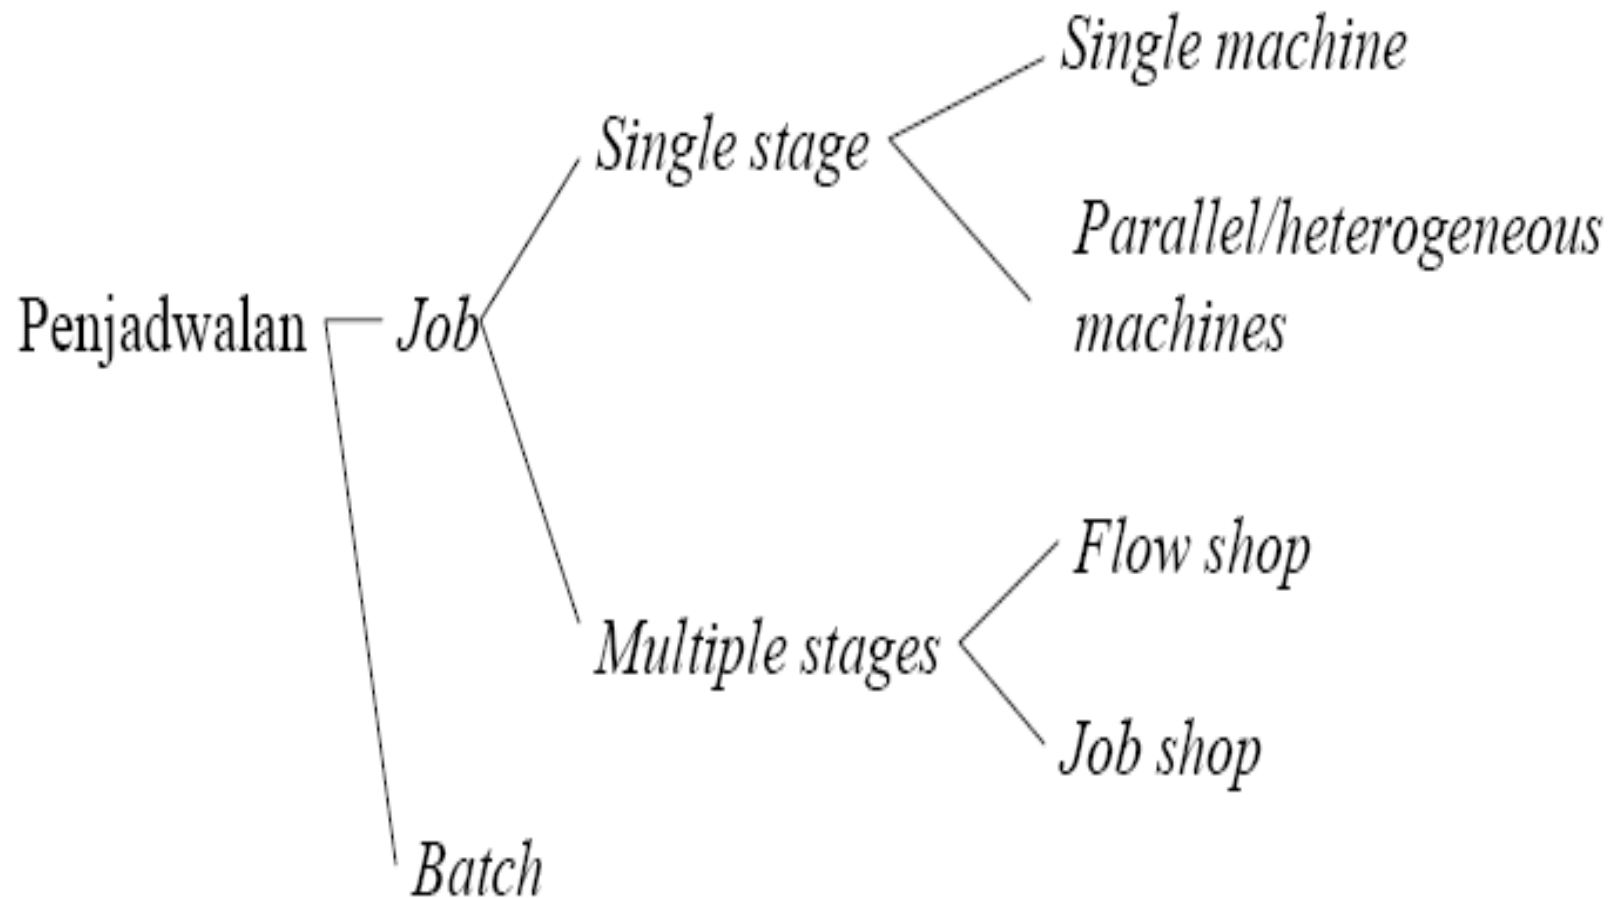 Single machine
Single stage
Parallel/heterogeneous
machines
Penjadwalan
Job
Flow shop
Multiple stages
Job shop
Batch